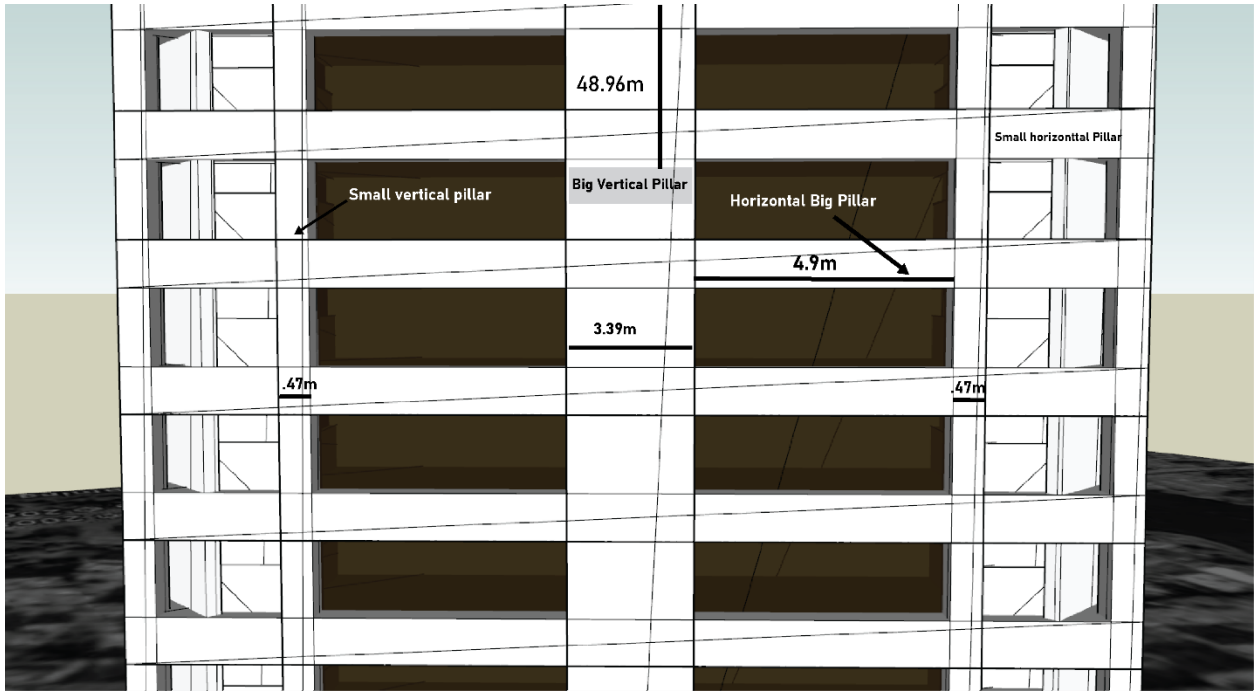 48.96m
Small horizonttal Pillar
Big Vertical Pillar
Small vertical pillar
Horizontal Big Pillar
4.9m
3.39m
.47m
.47m